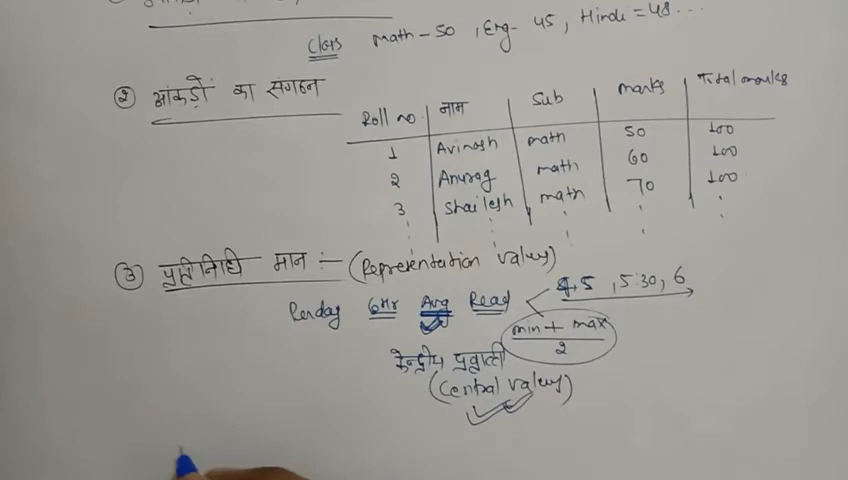 Class math - 50 , Eng - 45 , Hindi = 48 ...
② आंकड़ों का संगठन
Roll no नाम Sub marks Total marks
1 Avinash math 50 100
2 Anurag math 60 100
3 Shailesh math 70 100
③ प्रतिनिधि मान :- (Representation Values)
Perday 6Hr Avg Read 5 , 5:30, 6
min + max
2
केन्द्रीय प्रवृत्ती
(Central Values)